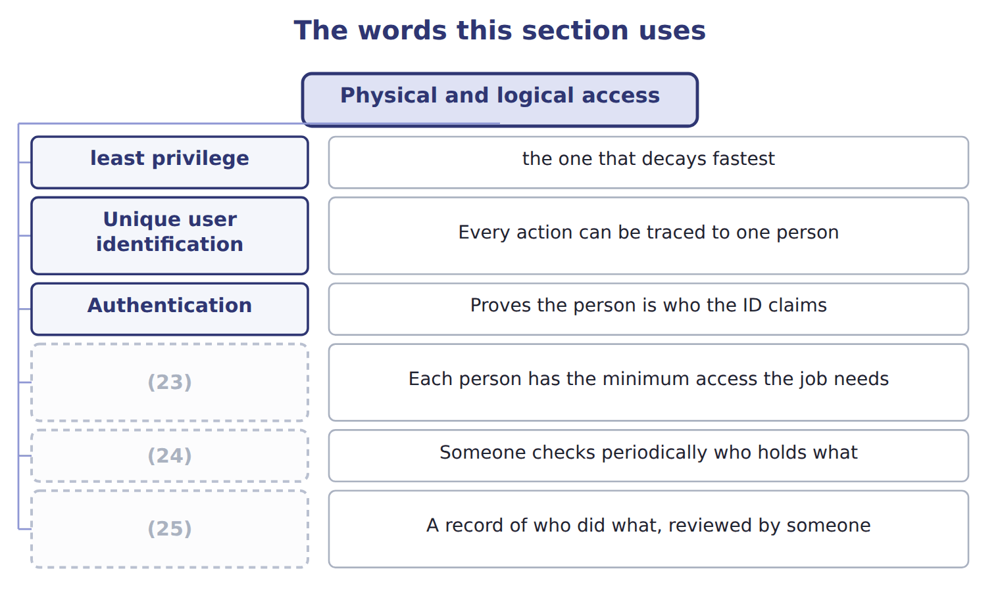 The words this section uses
Physical and logical access
least privilege
the one that decays fastest
Unique user
identification
Every action can be traced to one person
Authentication
Proves the person is who the ID claims
(23)
Each person has the minimum access the job needs
(24)
Someone checks periodically who holds what
(25)
A record of who did what, reviewed by someone